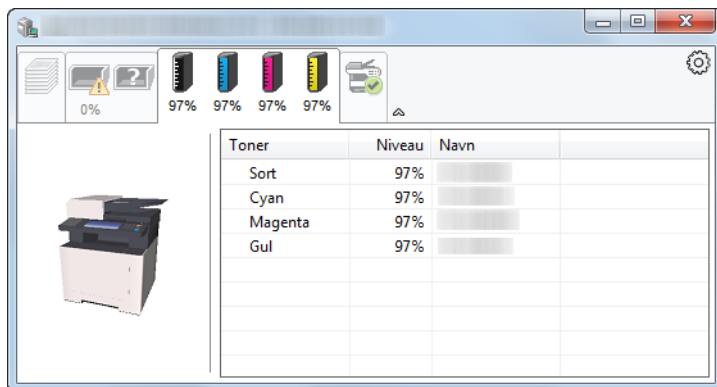 0% 97% 97% 97% 97%
Toner Niveau Navn
Sort 97%
Cyan 97%
Magenta 97%
Gul 97%